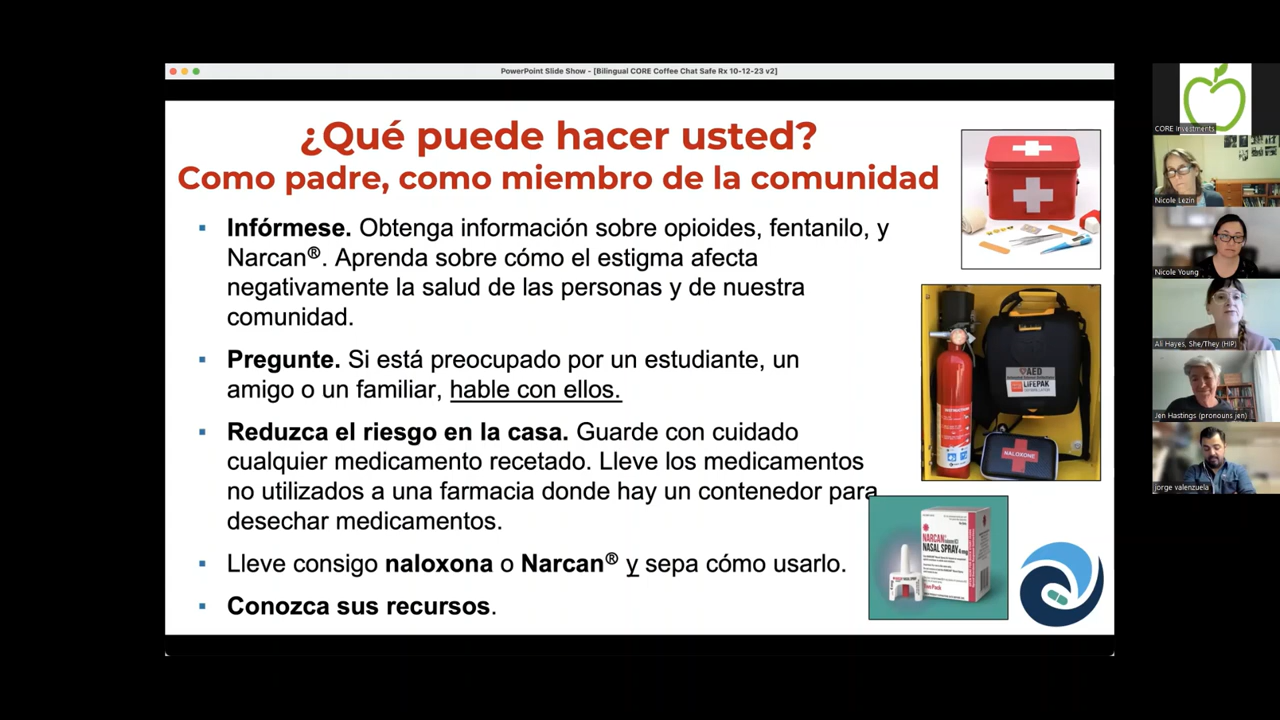 PowerPoint Slide Show - [Bilingual CORE Coffee Chat Safe Rx 10-12-23 v2]
¿Qué puede hacer usted?
Como padre, como miembro de la comunidad
▪ Infórmese. Obtenga información sobre opioides, fentanilo, y
Narcan®. Aprenda sobre cómo el estigma afecta
negativamente la salud de las personas y de nuestra
comunidad.
▪ Pregunte. Si está preocupado por un estudiante, un
amigo o un familiar, hable con ellos.
▪ Reduzca el riesgo en la casa. Guarde con cuidado
cualquier medicamento recetado. Lleve los medicamentos
no utilizados a una farmacia donde hay un contenedor para
desechar medicamentos.
▪ Lleve consigo naloxona o Narcan® y sepa cómo usarlo.
▪ Conozca sus recursos.
AED
LIFEPAK
NALOXONE
NARCAN
NASAL SPRAY 4mg
CORE Investments
Nicole Lezin
Nicole Young
Ali Hayes, She/They (HIP)
Jen Hastings (pronouns jen)
jorge valenzuela